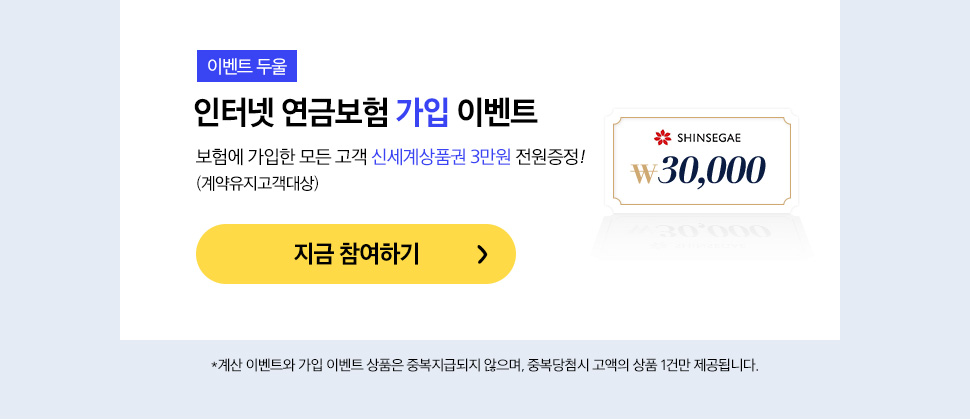 이벤트 두울
인터넷 연금보험 가입 이벤트
보험에 가입한 모든 고객 신세계상품권 3만원 전원증정!
(계약유지고객대상)
SHINSEGAE
₩30,000
지금 참여하기
*계산 이벤트와 가입 이벤트 상품은 중복지급되지 않으며, 중복당첨시 고액의 상품 1건만 제공됩니다.